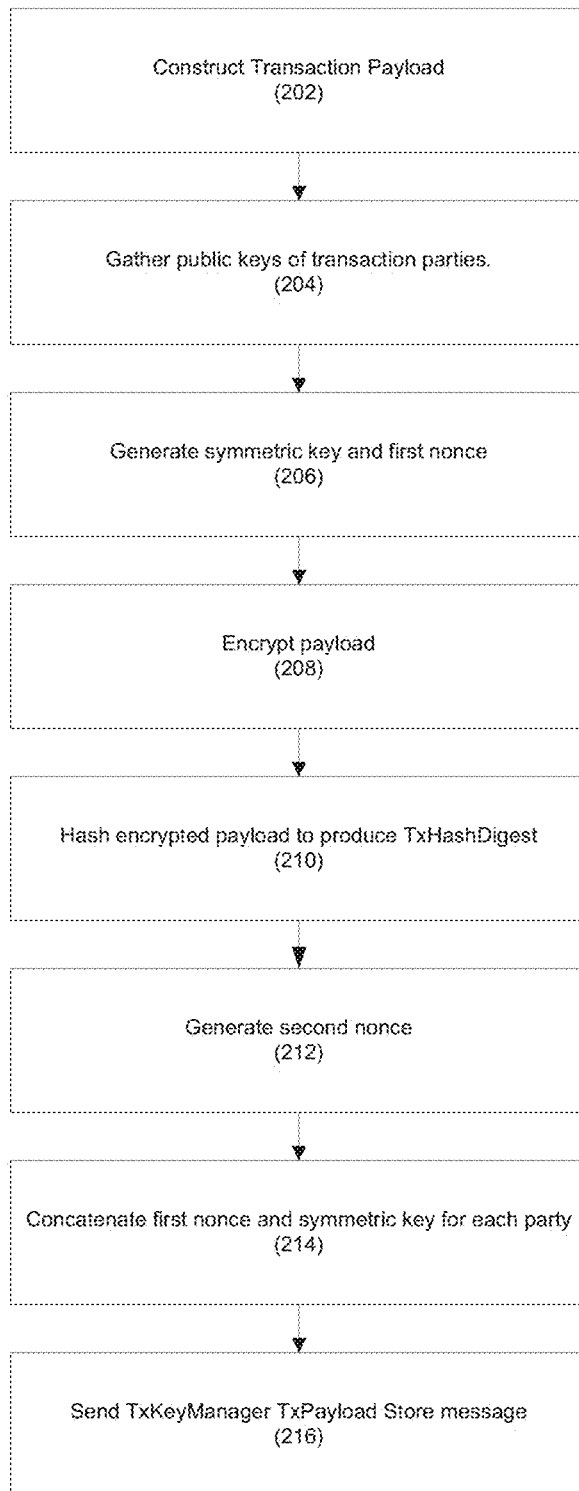 Construct Transaction Payload
(202)
Gather public keys of transaction parties.
(204)
Generate symmetric key and first nonce
(206)
Encrypt payload
(208)
Hash encrypted payload to produce TxHashDigest
(210)
Generate second nonce
(212)
Concatenate first nonce and symmetric key for each party
(214)
Send TxKeyManager TxPayload Store message
(216)